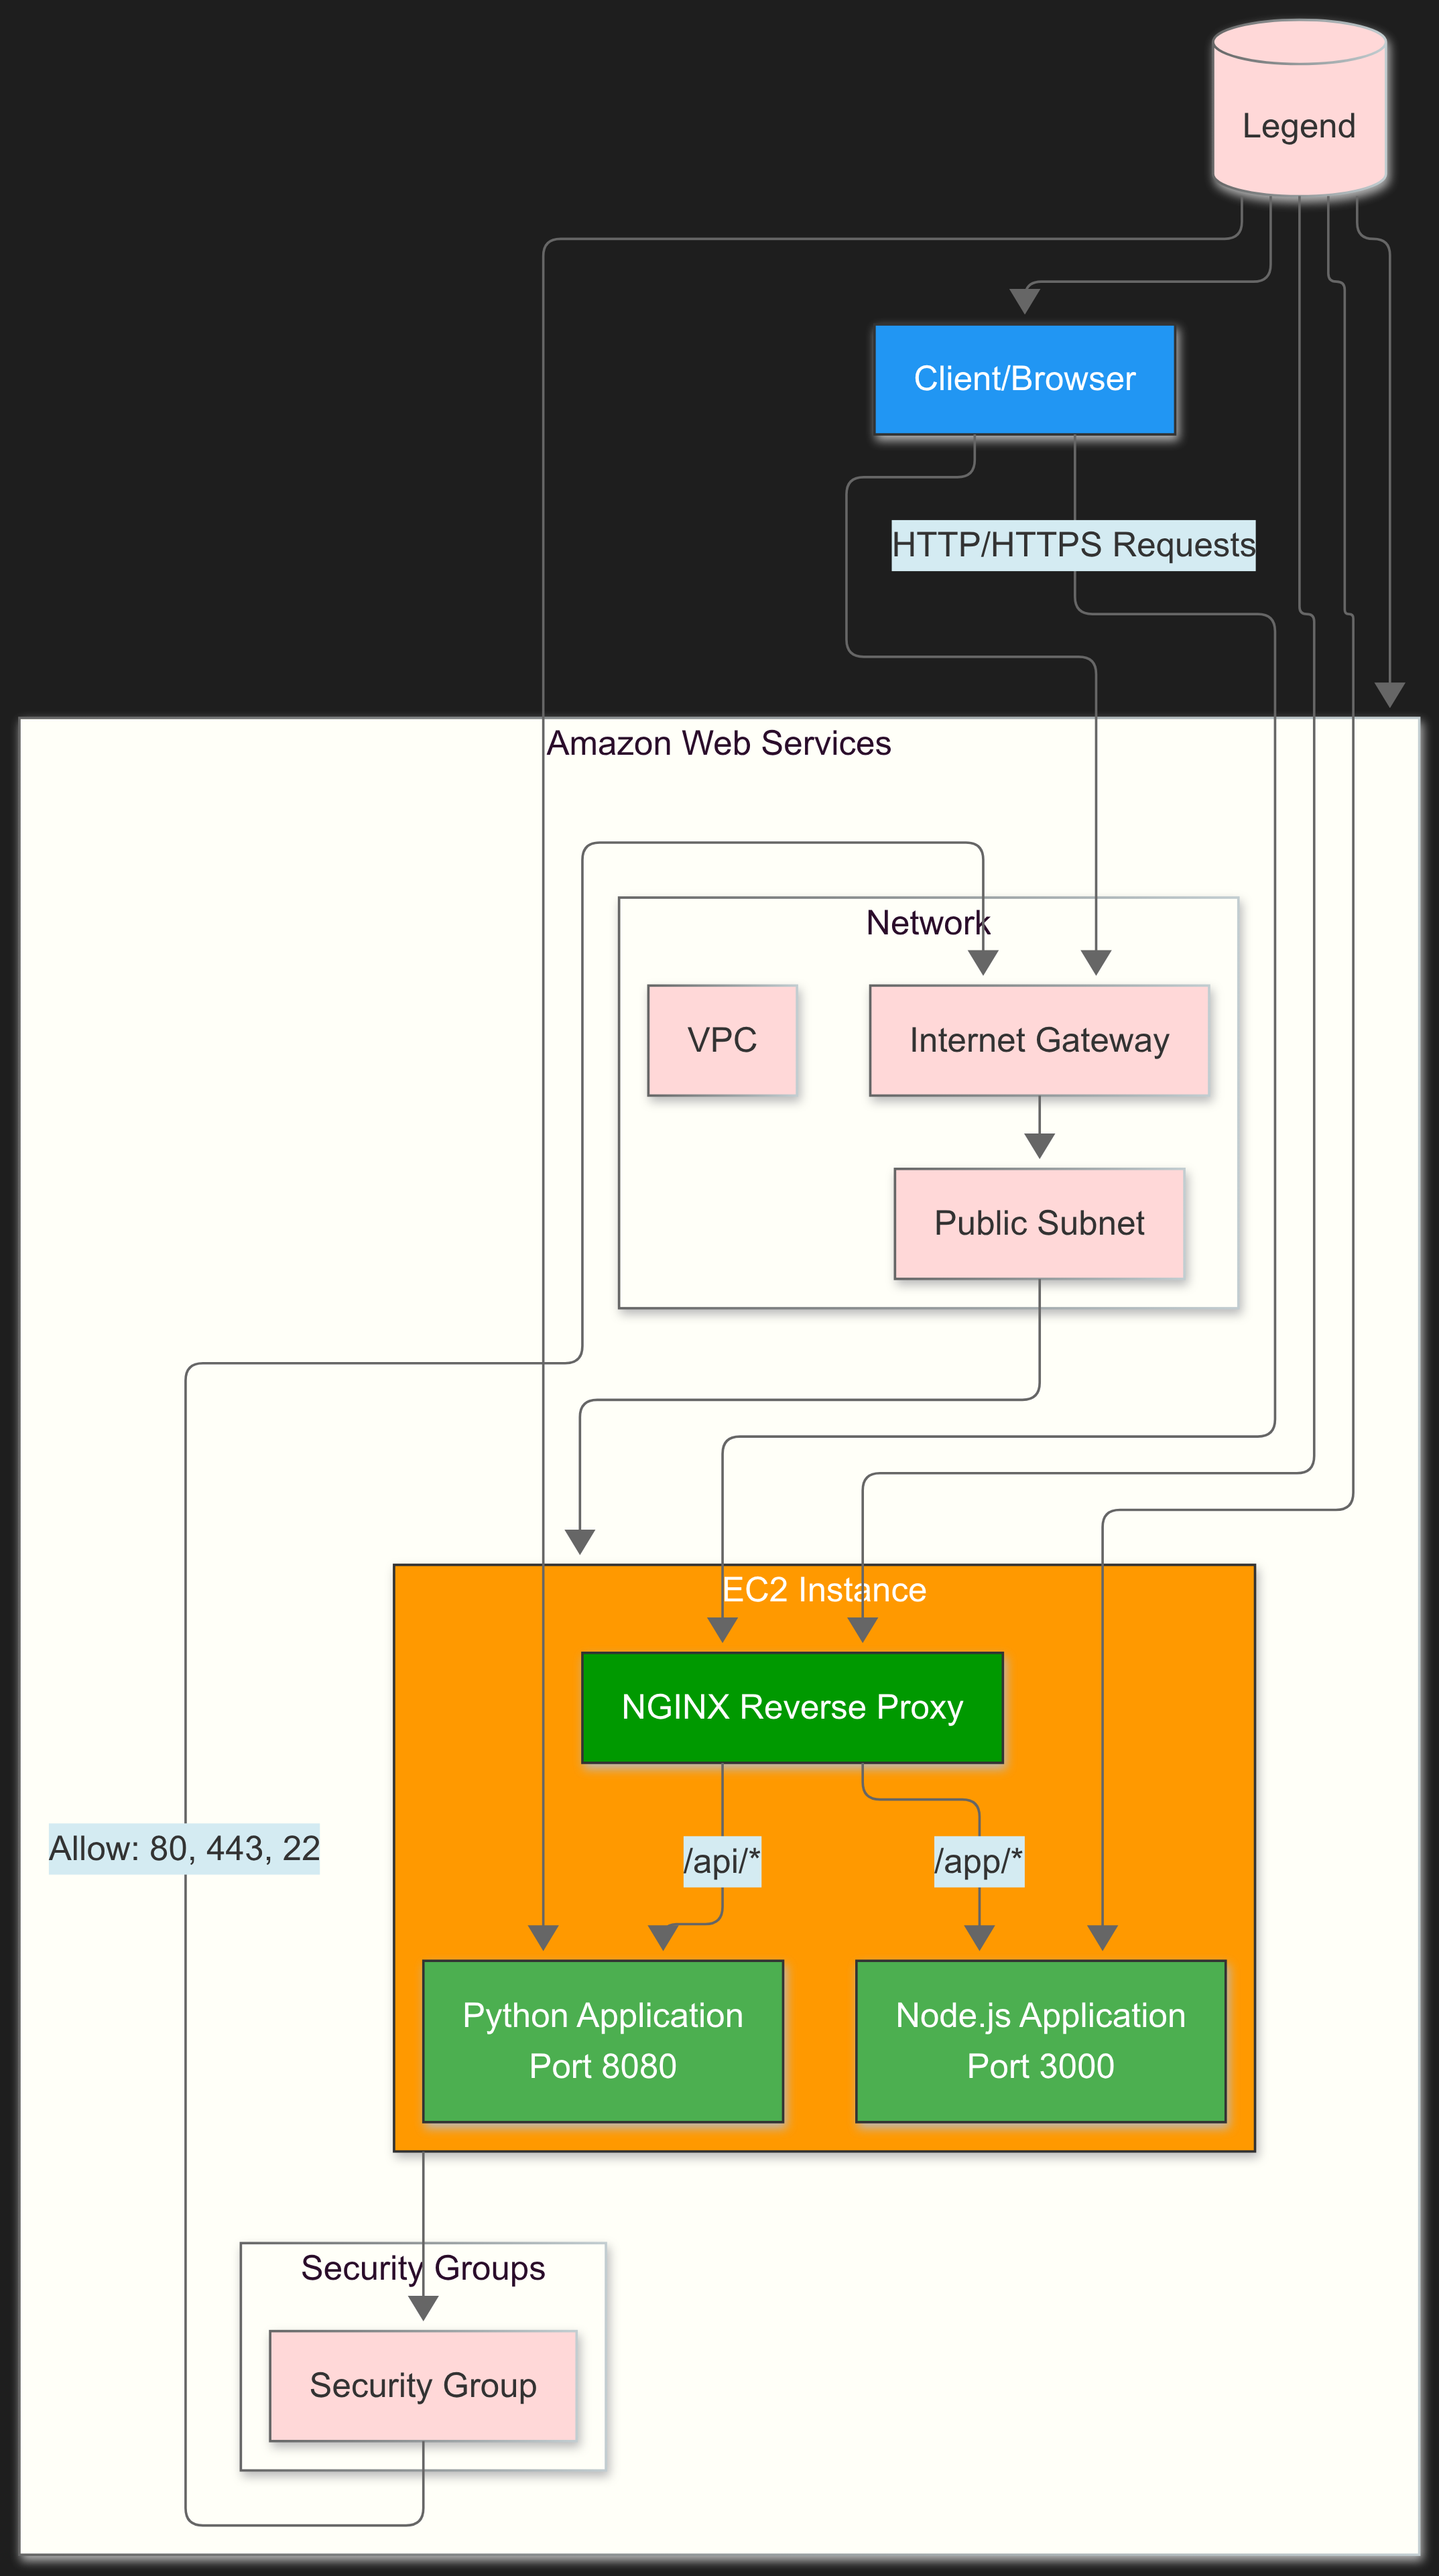 Legend
Client/Browser
HTTP/HTTPS Requests
Amazon Web Services
Network
VPC
Internet Gateway
Public Subnet
EC2 Instance
NGINX Reverse Proxy
Allow: 80, 443, 22
/api/*
/app/*
Python Application
Port 8080
Node.js Application
Port 3000
Security Groups
Security Group